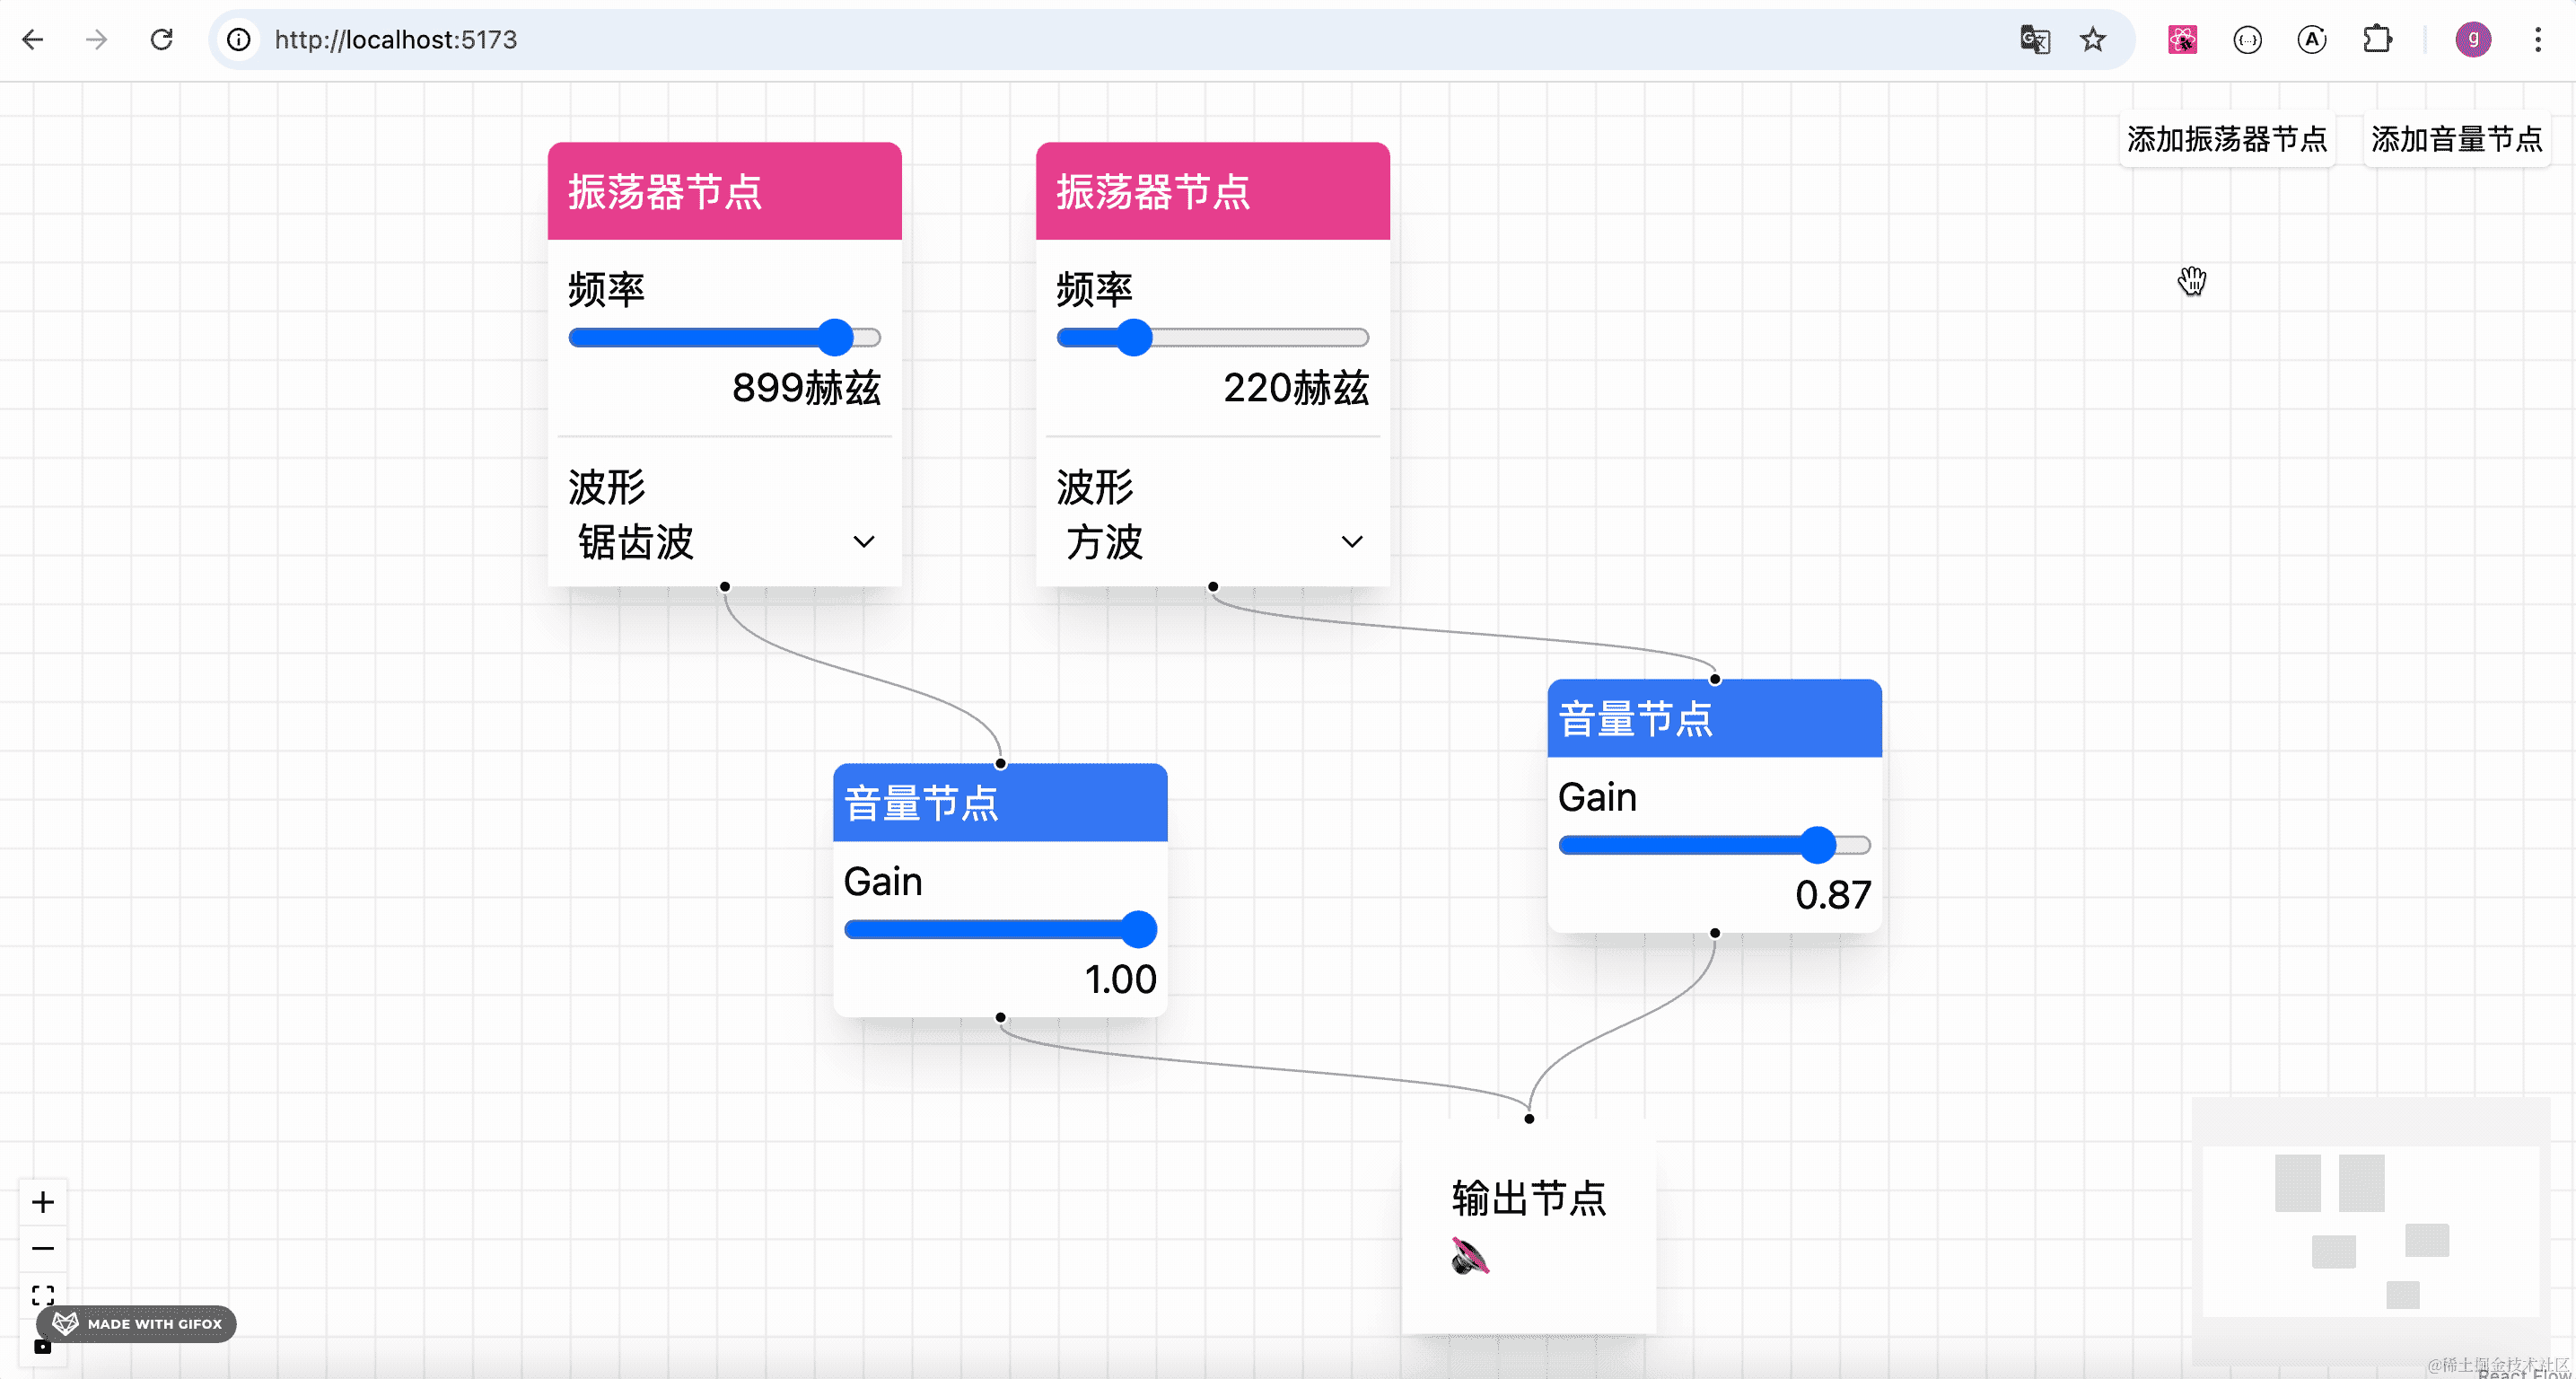 http://localhost:5173
添加振荡器节点
添加音量节点
振荡器节点
频率
899赫兹
波形
锯齿波
振荡器节点
频率
220赫兹
波形
方波
音量节点
Gain
0.87
音量节点
Gain
1.00
输出节点
MADE WITH GIFOX
@稀土掘金技术社区
React Flow